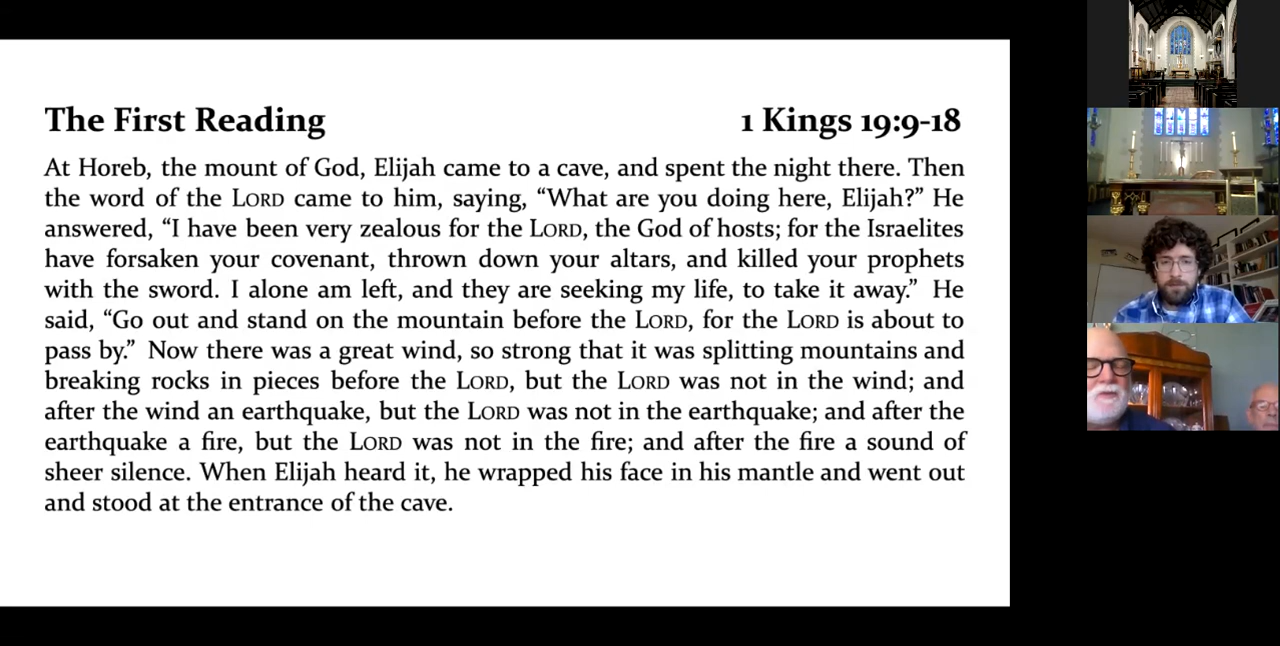 The First Reading 1 Kings 19:9-18
At Horeb, the mount of God, Elijah came to a cave, and spent the night there. Then
the word of the LORD came to him, saying, “What are you doing here, Elijah?” He
answered, “I have been very zealous for the LORD, the God of hosts; for the Israelites
have forsaken your covenant, thrown down your altars, and killed your prophets
with the sword. I alone am left, and they are seeking my life, to take it away.” He
said, “Go out and stand on the mountain before the LORD, for the LORD is about to
pass by.” Now there was a great wind, so strong that it was splitting mountains and
breaking rocks in pieces before the LORD, but the LORD was not in the wind; and
after the wind an earthquake, but the LORD was not in the earthquake; and after the
earthquake a fire, but the LORD was not in the fire; and after the fire a sound of
sheer silence. When Elijah heard it, he wrapped his face in his mantle and went out
and stood at the entrance of the cave.